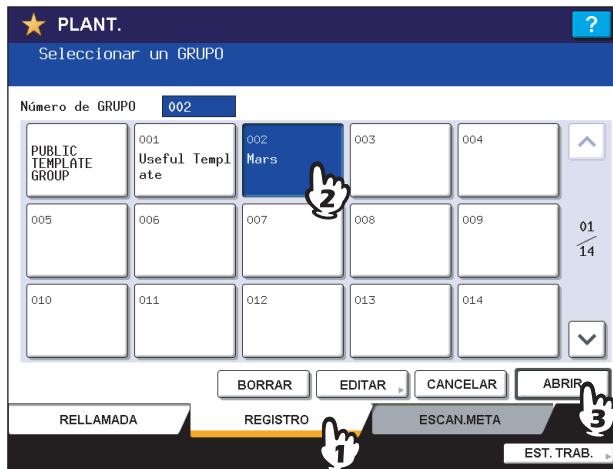 PLANT.
?
Seleccionar un GRUPO
Número de GRUPO 002
PUBLIC
TEMPLATE
GROUP
001
Useful Templ
ate
002
Mars
003
004
005
006
007
008
009
01
14
010
011
012
013
014
BORRAR
EDITAR
CANCELAR
ABRIR
RELLAMADA
REGISTRO
ESCAN.META
EST. TRAB.
1
2
3